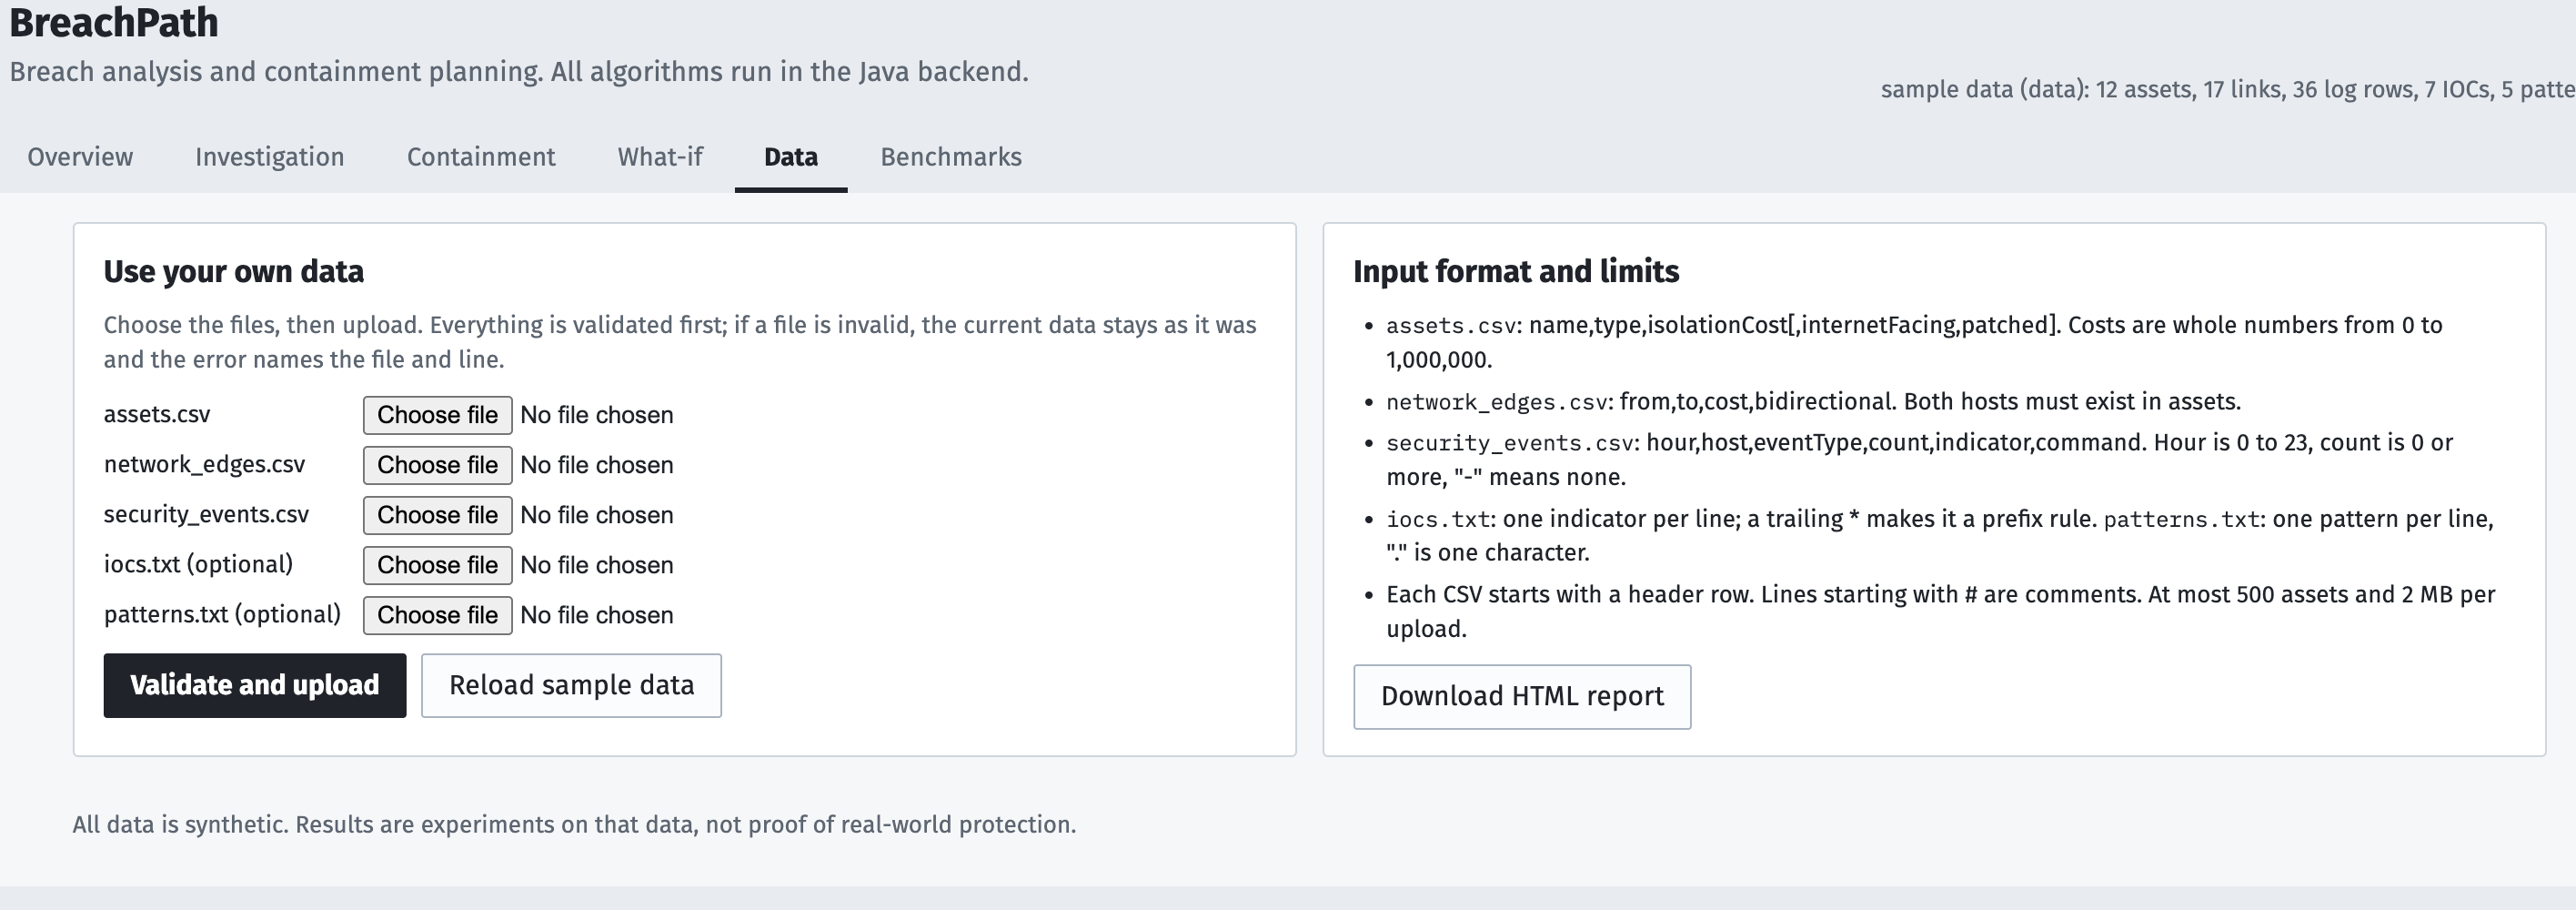 BreachPath
Breach analysis and containment planning. All algorithms run in the Java backend.
sample data (data): 12 assets, 17 links, 36 log rows, 7 IOCs, 5 patte
Overview Investigation Containment What-if Data Benchmarks
Use your own data
Choose the files, then upload. Everything is validated first; if a file is invalid, the current data stays as it was
and the error names the file and line.
assets.csv Choose file No file chosen
network_edges.csv Choose file No file chosen
security_events.csv Choose file No file chosen
iocs.txt (optional) Choose file No file chosen
patterns.txt (optional) Choose file No file chosen
Validate and upload Reload sample data
Input format and limits
• assets.csv: name,type,isolationCost[,internetFacing,patched]. Costs are whole numbers from 0 to
1,000,000.
• network_edges.csv: from,to,cost,bidirectional. Both hosts must exist in assets.
• security_events.csv: hour,host,eventType,count,indicator,command. Hour is 0 to 23, count is 0 or
more, "-" means none.
• iocs.txt: one indicator per line; a trailing * makes it a prefix rule. patterns.txt: one pattern per line,
"." is one character.
• Each CSV starts with a header row. Lines starting with # are comments. At most 500 assets and 2 MB per
upload.
Download HTML report
All data is synthetic. Results are experiments on that data, not proof of real-world protection.